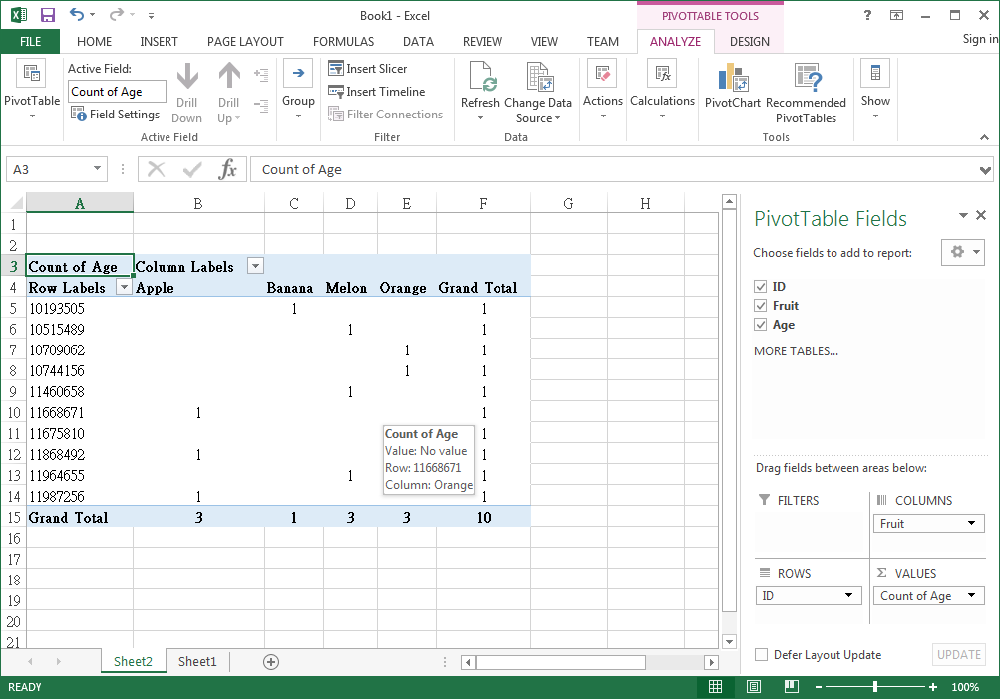 Book1 - Excel
PIVOTTABLE TOOLS
?
FILE HOME INSERT PAGE LAYOUT FORMULAS DATA REVIEW VIEW TEAM ANALYZE DESIGN Sign in
PivotTable
Active Field:
Count of Age
Field Settings
Drill Down
Drill Up
Active Field
Group
Insert Slicer
Insert Timeline
Filter Connections
Filter
Refresh
Change Data Source
Data
Actions
Calculations
PivotChart
Recommended PivotTables
Tools
Show
A3 fx Count of Age
A B C D E F G H
1
2
3 Count of Age Column Labels
4 Row Labels Apple Banana Melon Orange Grand Total
5 10193505 1 1
6 10515489 1 1
7 10709062 1 1
8 10744156 1 1
9 11460658 1 1
10 11668671 1 1
11 11675810 1
12 11868492 1 1
13 11964655 1 1
14 11987256 1 1
15 Grand Total 3 1 3 3 10
16
17
18
19
20
21
Count of Age
Value: No value
Row: 11668671
Column: Orange
PivotTable Fields
Choose fields to add to report:
ID
Fruit
Age
MORE TABLES...
Drag fields between areas below:
FILTERS
COLUMNS
Fruit
ROWS
ID
Σ VALUES
Count of Age
Defer Layout Update
UPDATE
Sheet2 Sheet1
READY
100%